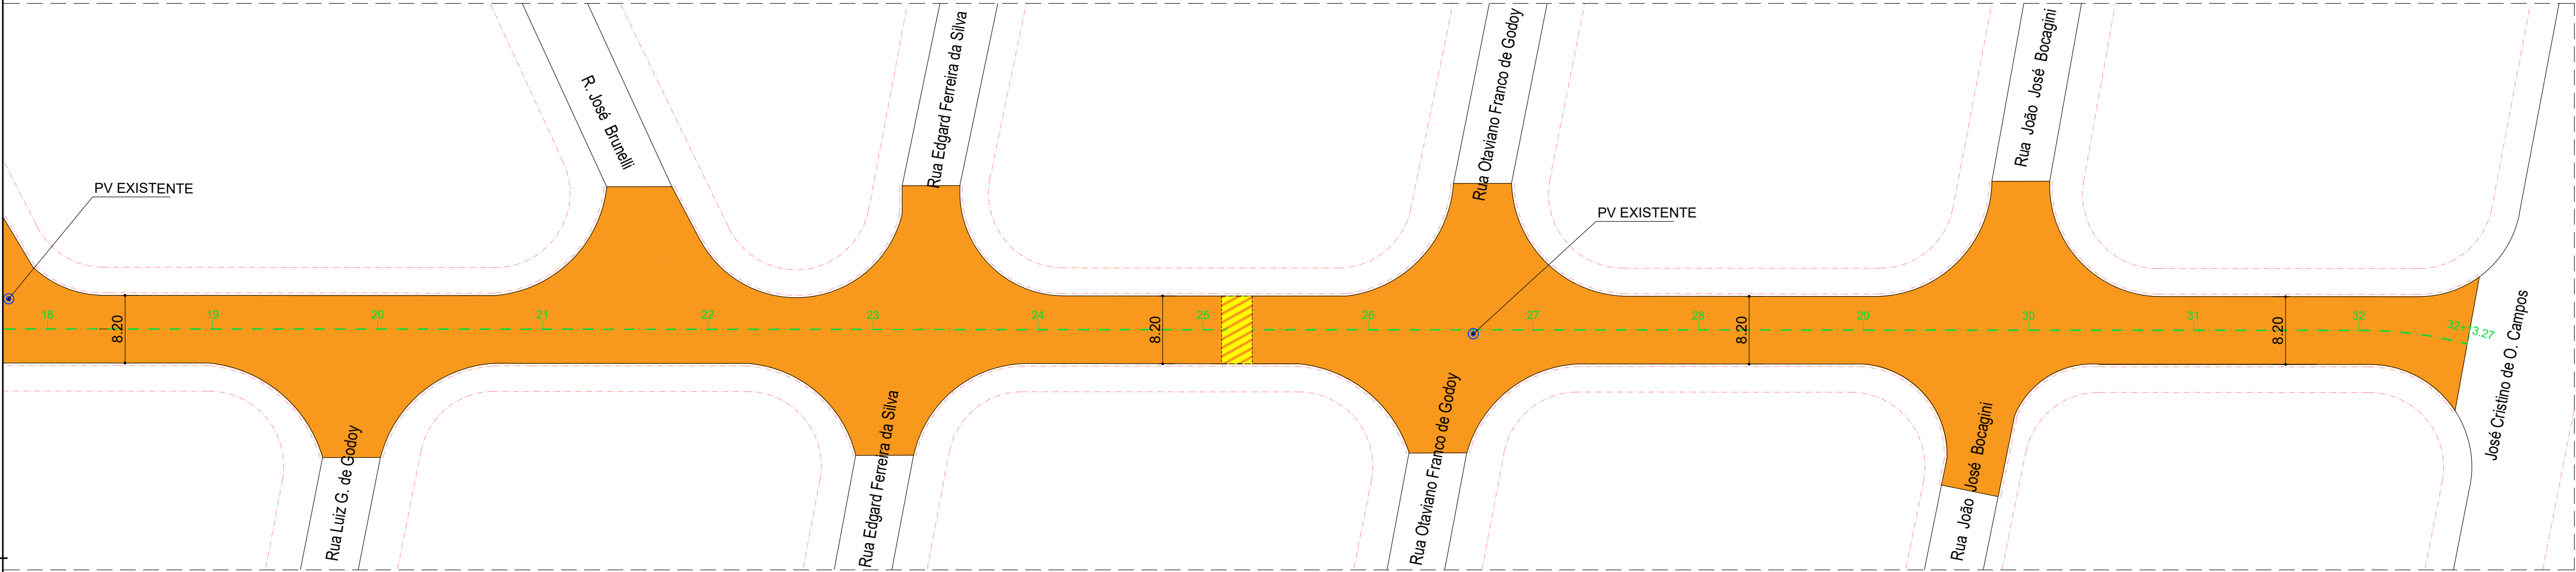 R. José Brunelli
Rua Edgard Ferreira da Silva
Rua Otaviano Franco de Godoy
Rua João José Bocagini
PV EXISTENTE
PV EXISTENTE
18
19
20
21
22
23
24
25
26
27
28
29
30
31
32
32+13.27
8.20
8.20
8.20
8.20
José Cristino de O. Campos
Rua Luiz G. de Godoy
Rua Edgard Ferreira da Silva
Rua Otaviano Franco de Godoy
Rua João José Bocagini